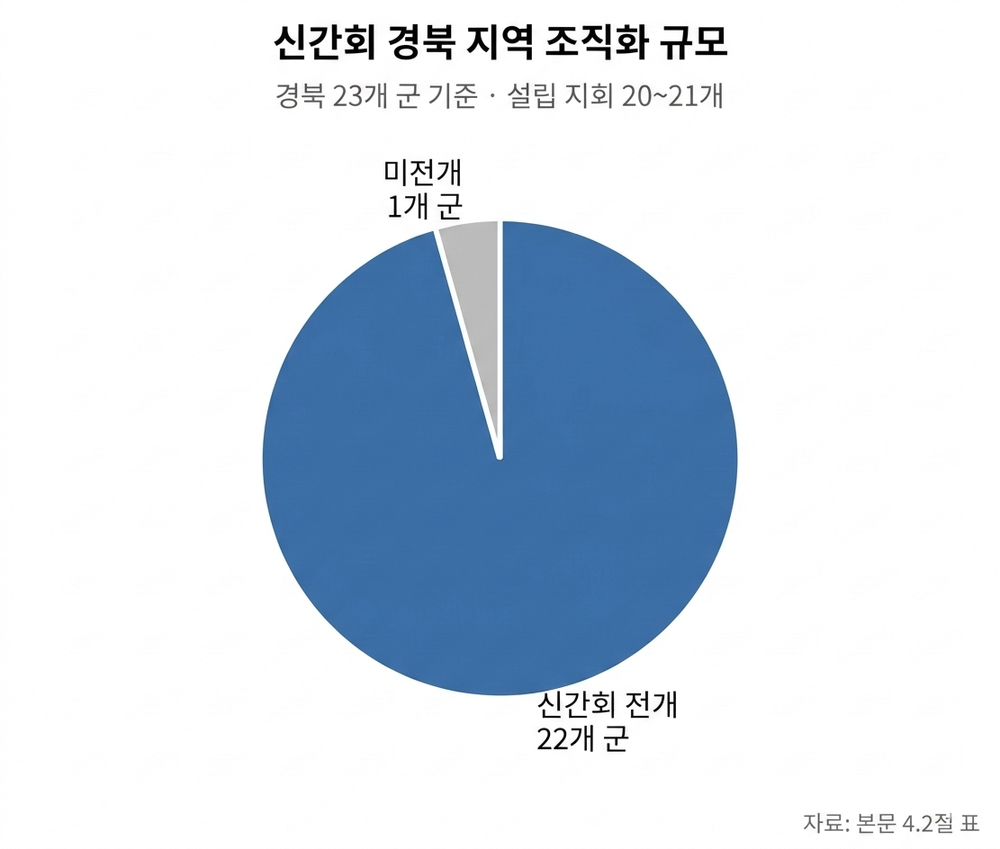 신간회 경북 지역 조직화 규모
경북 23개 군 기준 · 설립 지회 20~21개
미전개
1개 군
신간회 전개
22개 군
자료: 본문 4.2절 표